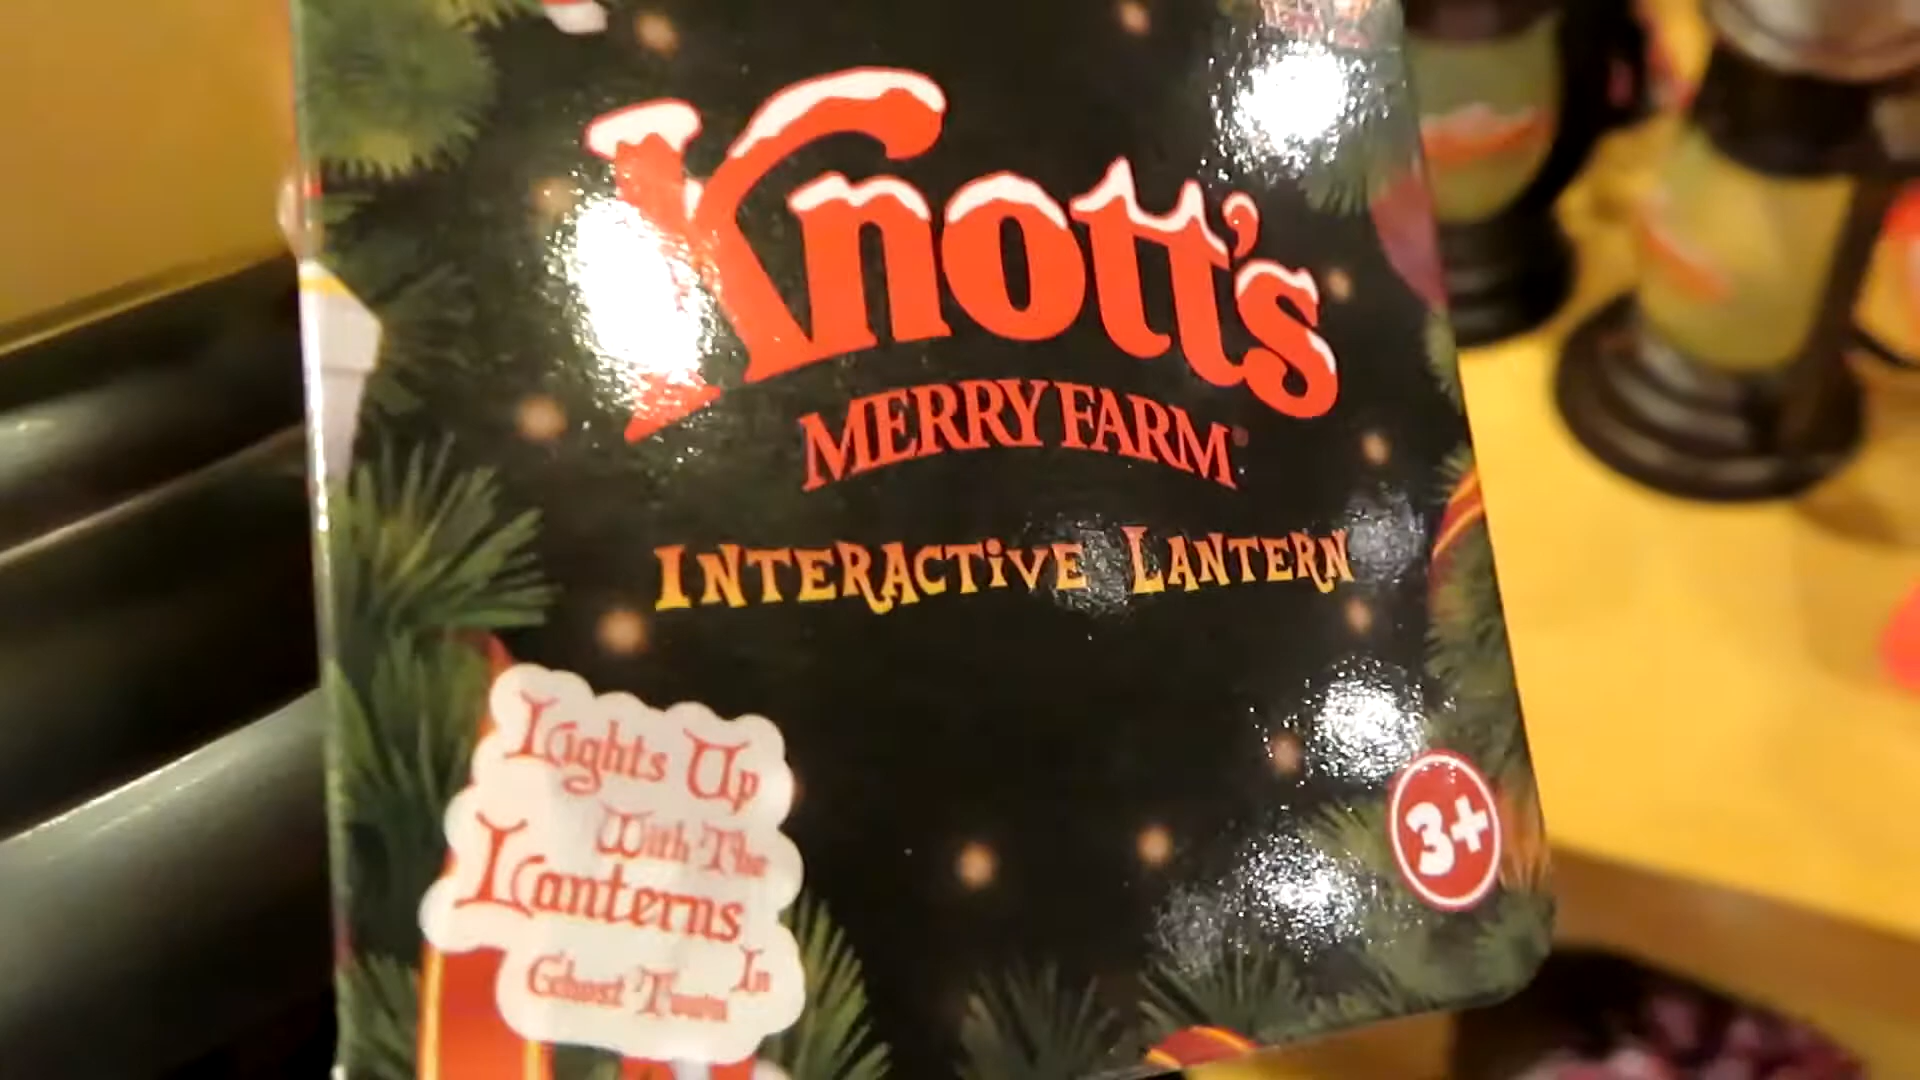 Knott's
MERRY FARM®
INTERACTiVE LANTERN
Lights Up
With The
Lanterns
In
Ghost Town
3+